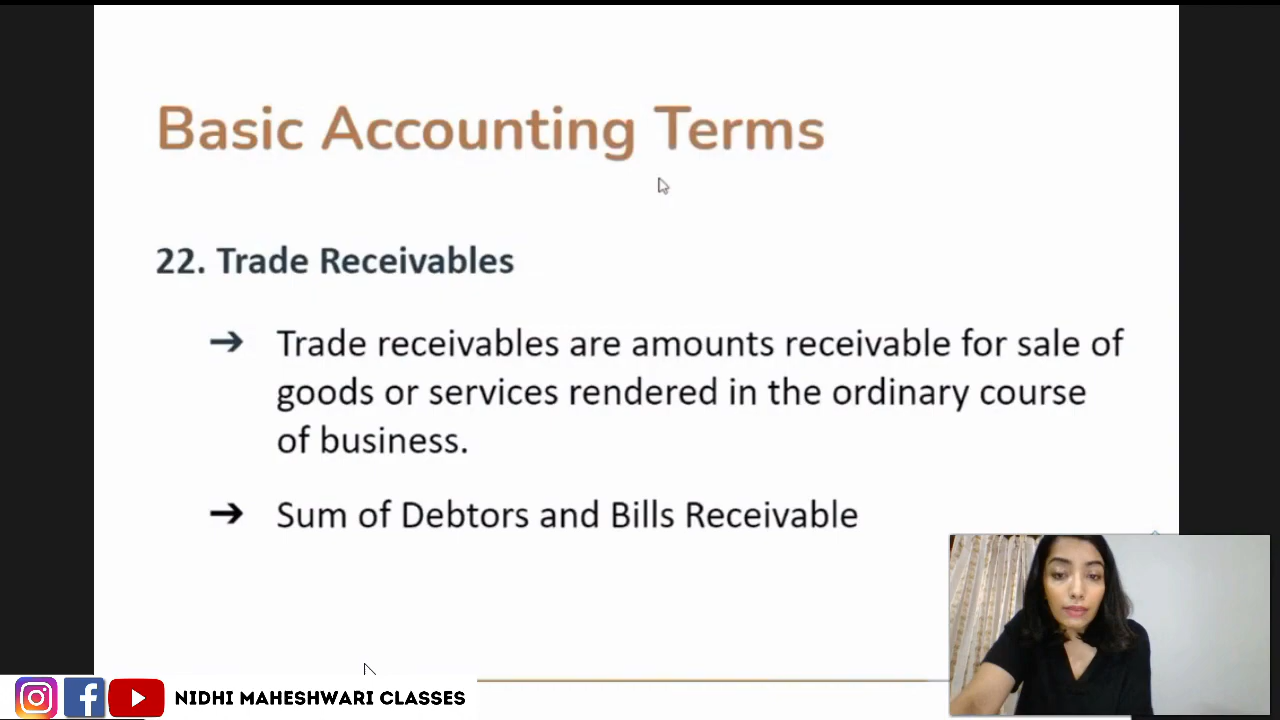 Basic Accounting Terms
22. Trade Receivables
➔ Trade receivables are amounts receivable for sale of
goods or services rendered in the ordinary course
of business.
➔ Sum of Debtors and Bills Receivable
NIDHI MAHESHWARI CLASSES